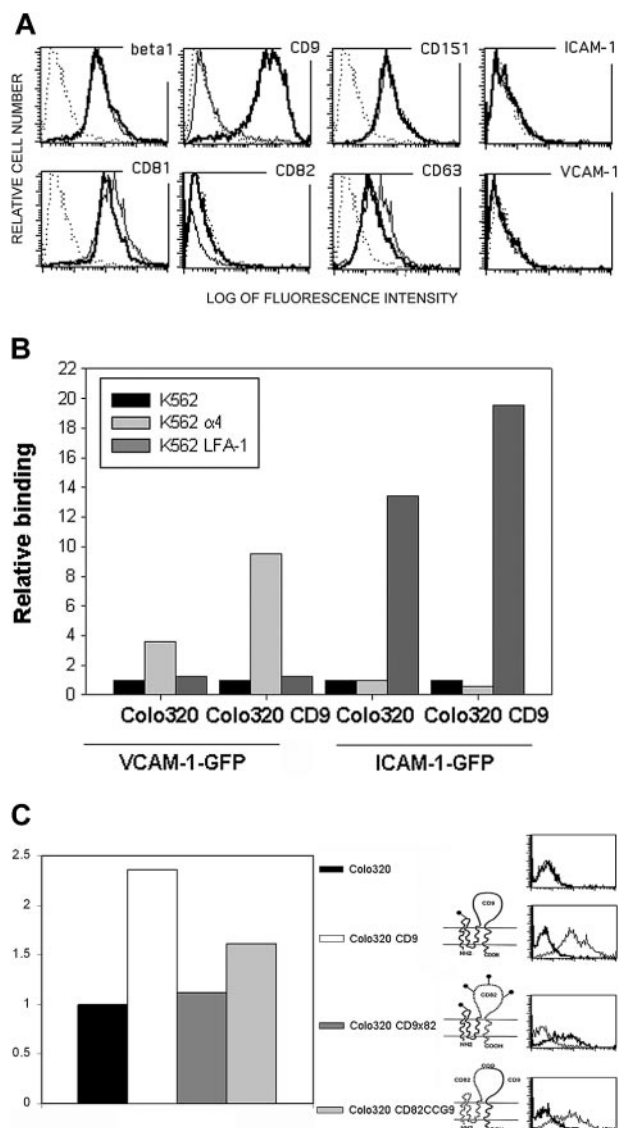 A
beta1 CD9 CD151 ICAM-1
CD81 CD82 CD63 VCAM-1
RELATIVE CELL NUMBER
LOG OF FLUORESCENCE INTENSITY
B
22
20
18
16
14
12
10
8
6
4
2
0
Relative binding
K562
K562 α4
K562 LFA-1
Colo320 Colo320 CD9 Colo320 Colo320 CD9
VCAM-1-GFP ICAM-1-GFP
C
2.5
2
1.5
1
0.5
0
Colo320
Colo320 CD9
CD9
NH2 COOH
Colo320 CD9x82
CD82
NH2 COOH
Colo320 CD82CCG9
CCG
CD82 CD9
NH2 COOH